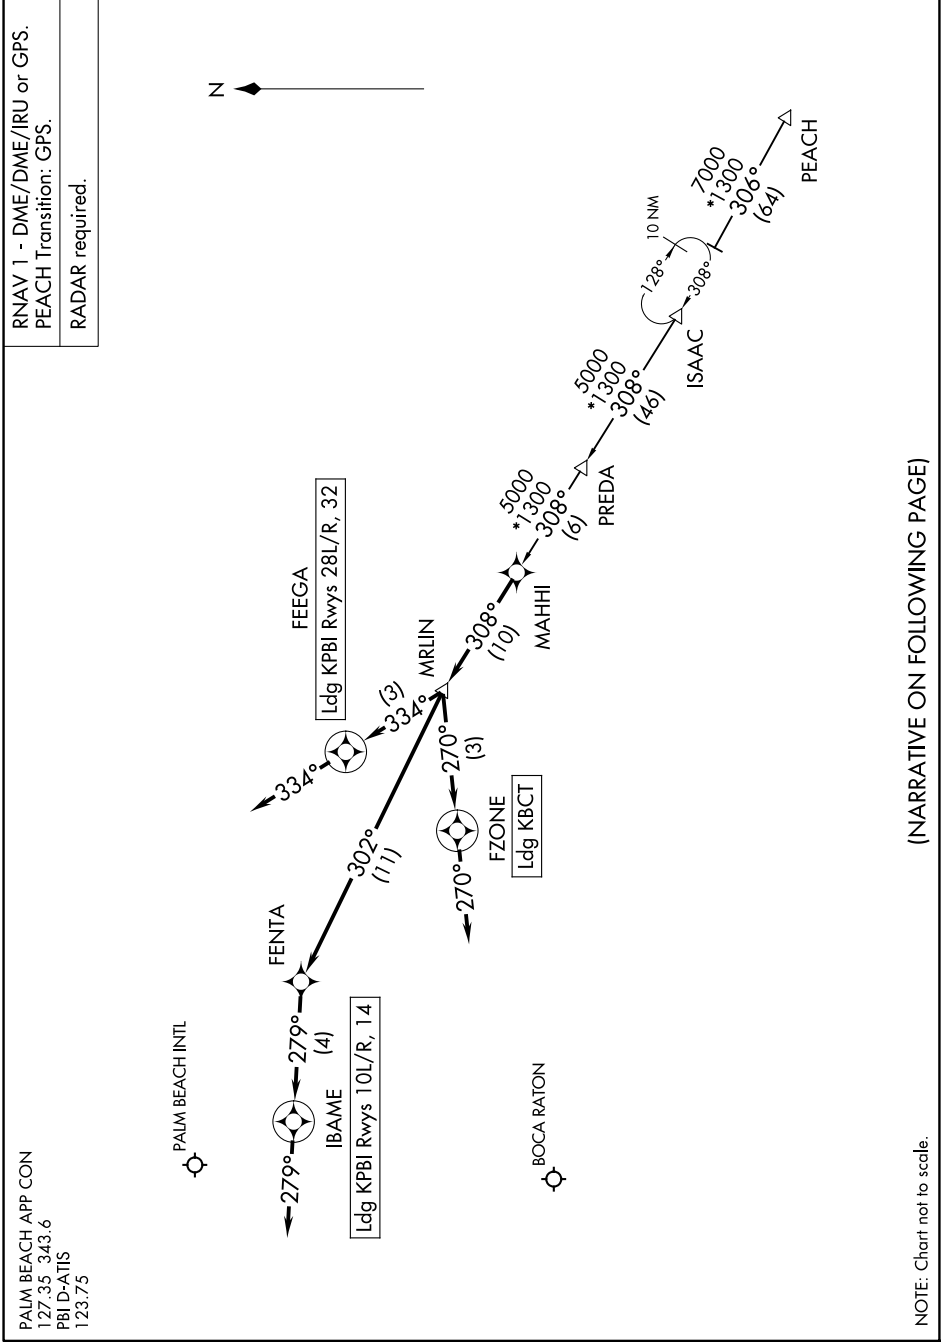 PALM BEACH APP CON
127.35 343.6
PBI D-ATIS
123.75
RNAV 1 - DME/DME/IRU or GPS.
PEACH Transition: GPS.
RADAR required.
N
PALM BEACH INTL
FENTA
279°
279°
(4)
IBAME
Ldg KPBI Rwys 10L/R, 14
302°
(11)
FEEGA
Ldg KPBI Rwys 28L/R, 32
334°
334°
(3)
MRLIN
270°
270°
(3)
FZONE
Ldg KBCT
308°
(10)
MAHHI
5000
*1300
308°
(6)
PREDA
5000
*1300
308°
(46)
ISAAC
128°
308°
10 NM
7000
*1300
306°
(64)
PEACH
BOCA RATON
(NARRATIVE ON FOLLOWING PAGE)
NOTE: Chart not to scale.